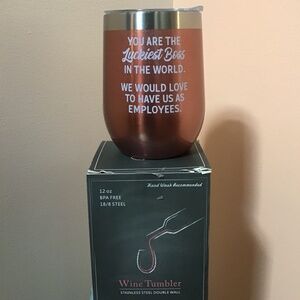 YOU ARE THE
Luckiest Boss
IN THE WORLD.
WE WOULD LOVE
TO HAVE US AS
EMPLOYEES.
12 oz
BPA FREE
18/8 STEEL
Hand Wash Recommended
Wine Tumbler
STAINLESS STEEL DOUBLE WALL